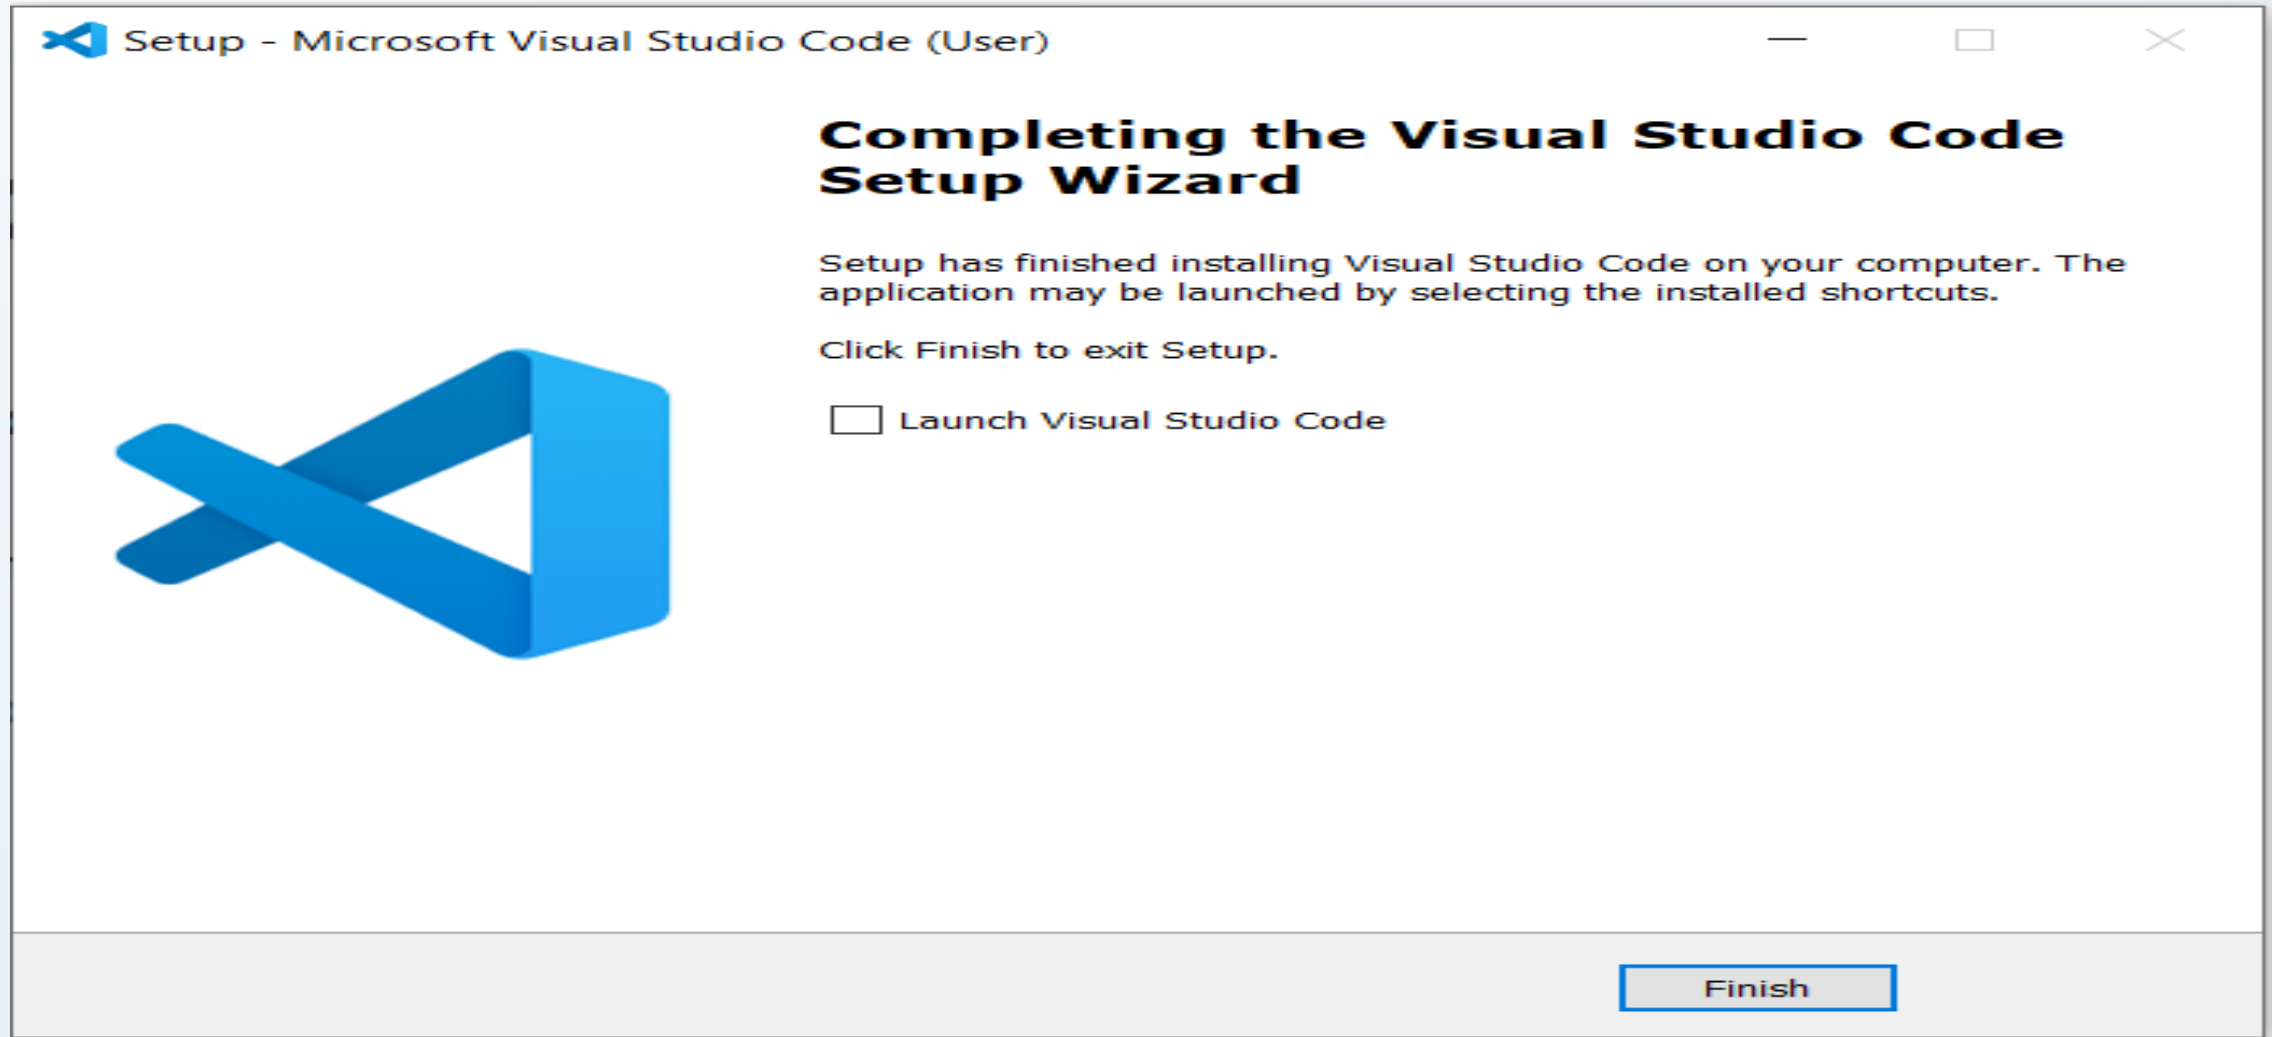 Setup - Microsoft Visual Studio Code (User)
Completing the Visual Studio Code
Setup Wizard
Setup has finished installing Visual Studio Code on your computer. The
application may be launched by selecting the installed shortcuts.
Click Finish to exit Setup.
Launch Visual Studio Code
Finish